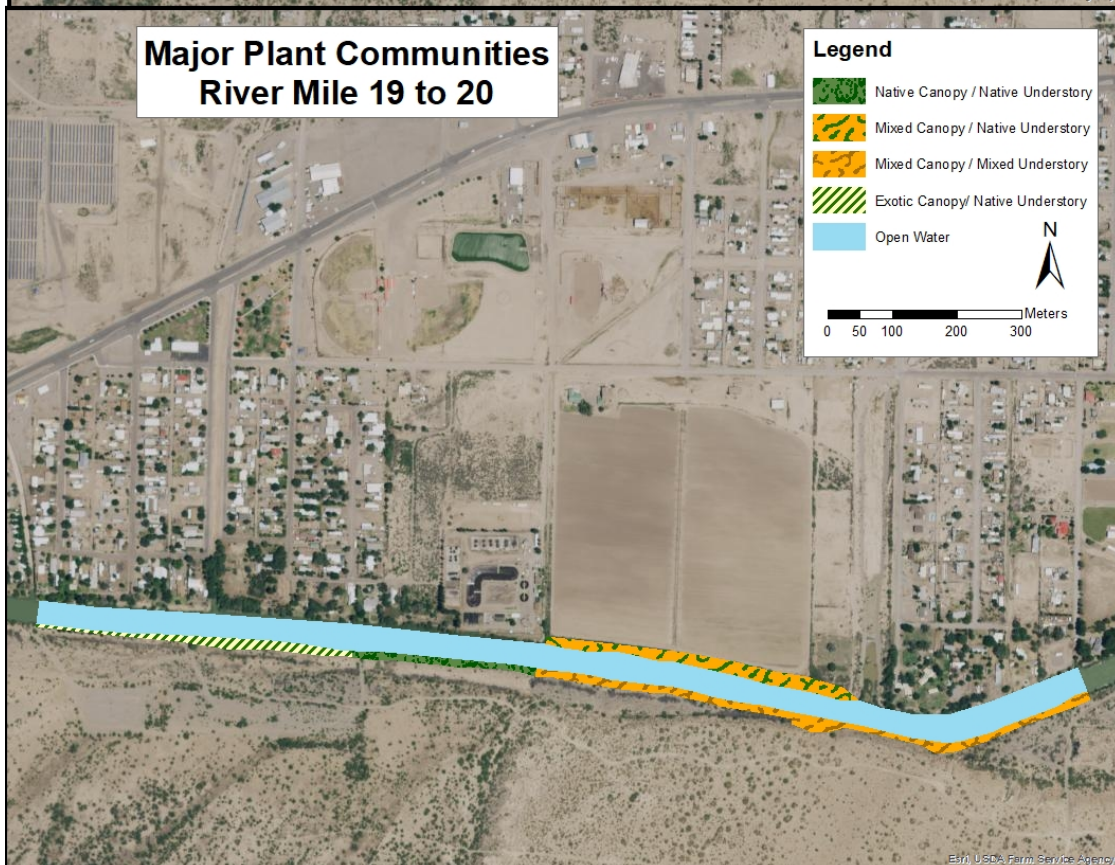 Major Plant Communities
River Mile 19 to 20
Legend
Native Canopy / Native Understory
Mixed Canopy / Native Understory
Mixed Canopy / Mixed Understory
Exotic Canopy/ Native Understory
Open Water
N
Meters
0 50 100 200 300
Esri, USDA Farm Service Agency